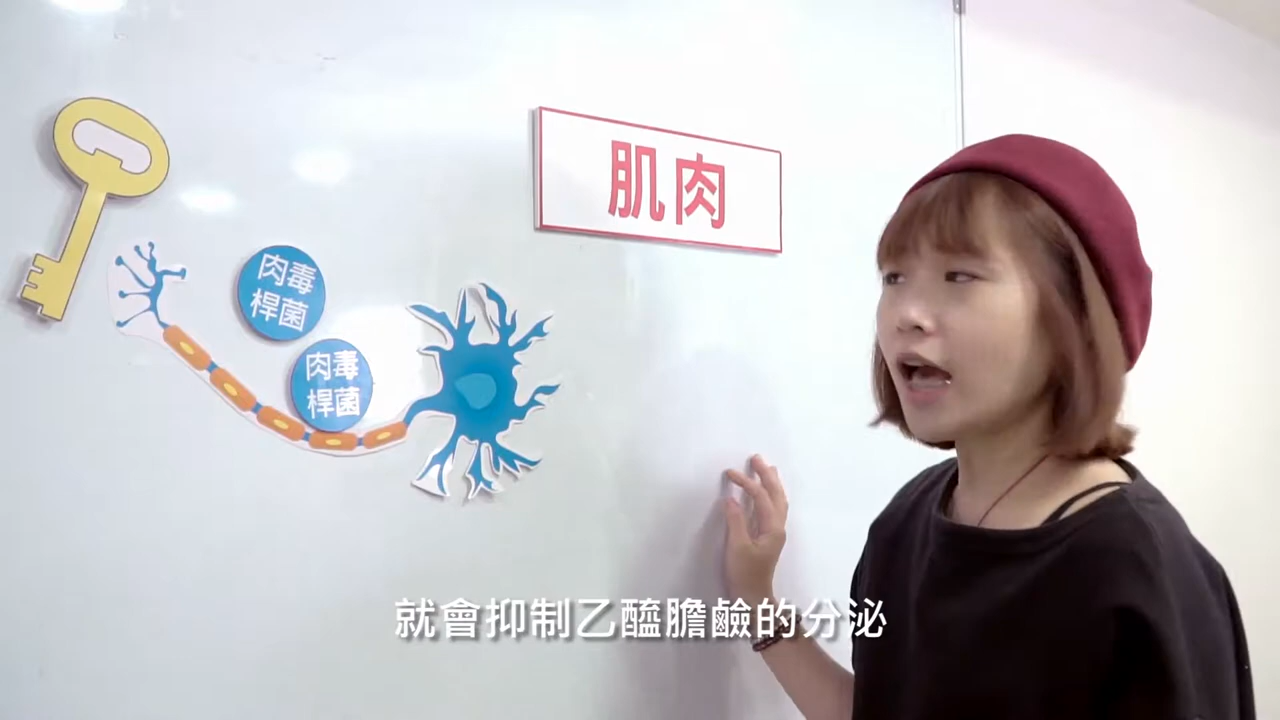 肌肉
肉毒
桿菌
肉毒
桿菌
就會抑制乙醯膽鹼的分泌